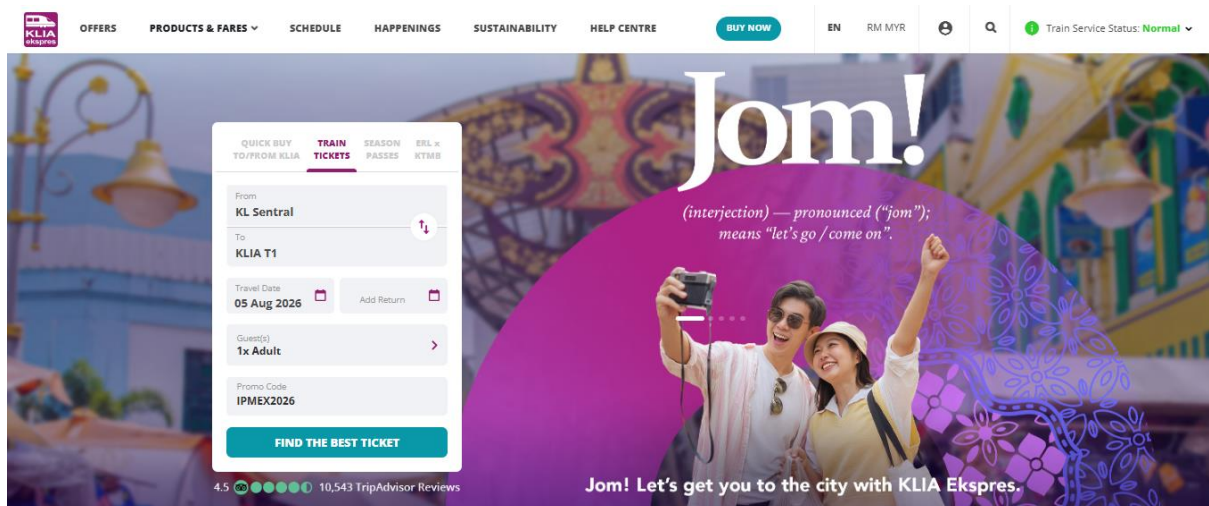 KLIA
ekspres
OFFERS
PRODUCTS & FARES
SCHEDULE
HAPPENINGS
SUSTAINABILITY
HELP CENTRE
BUY NOW
EN
RM MYR
Train Service Status: Normal
QUICK BUY
TO/FROM KLIA
TRAIN
TICKETS
SEASON
PASSES
ERL x
KTMB
From
KL Sentral
To
KLIA T1
Travel Date
05 Aug 2026
Add Return
Guest(s)
1x Adult
Promo Code
IPMEX2026
FIND THE BEST TICKET
4.5
10,543 TripAdvisor Reviews
Jom!
(interjection) — pronounced (“jom”);
means “let’s go / come on”.
Jom! Let’s get you to the city with KLIA Ekspres.